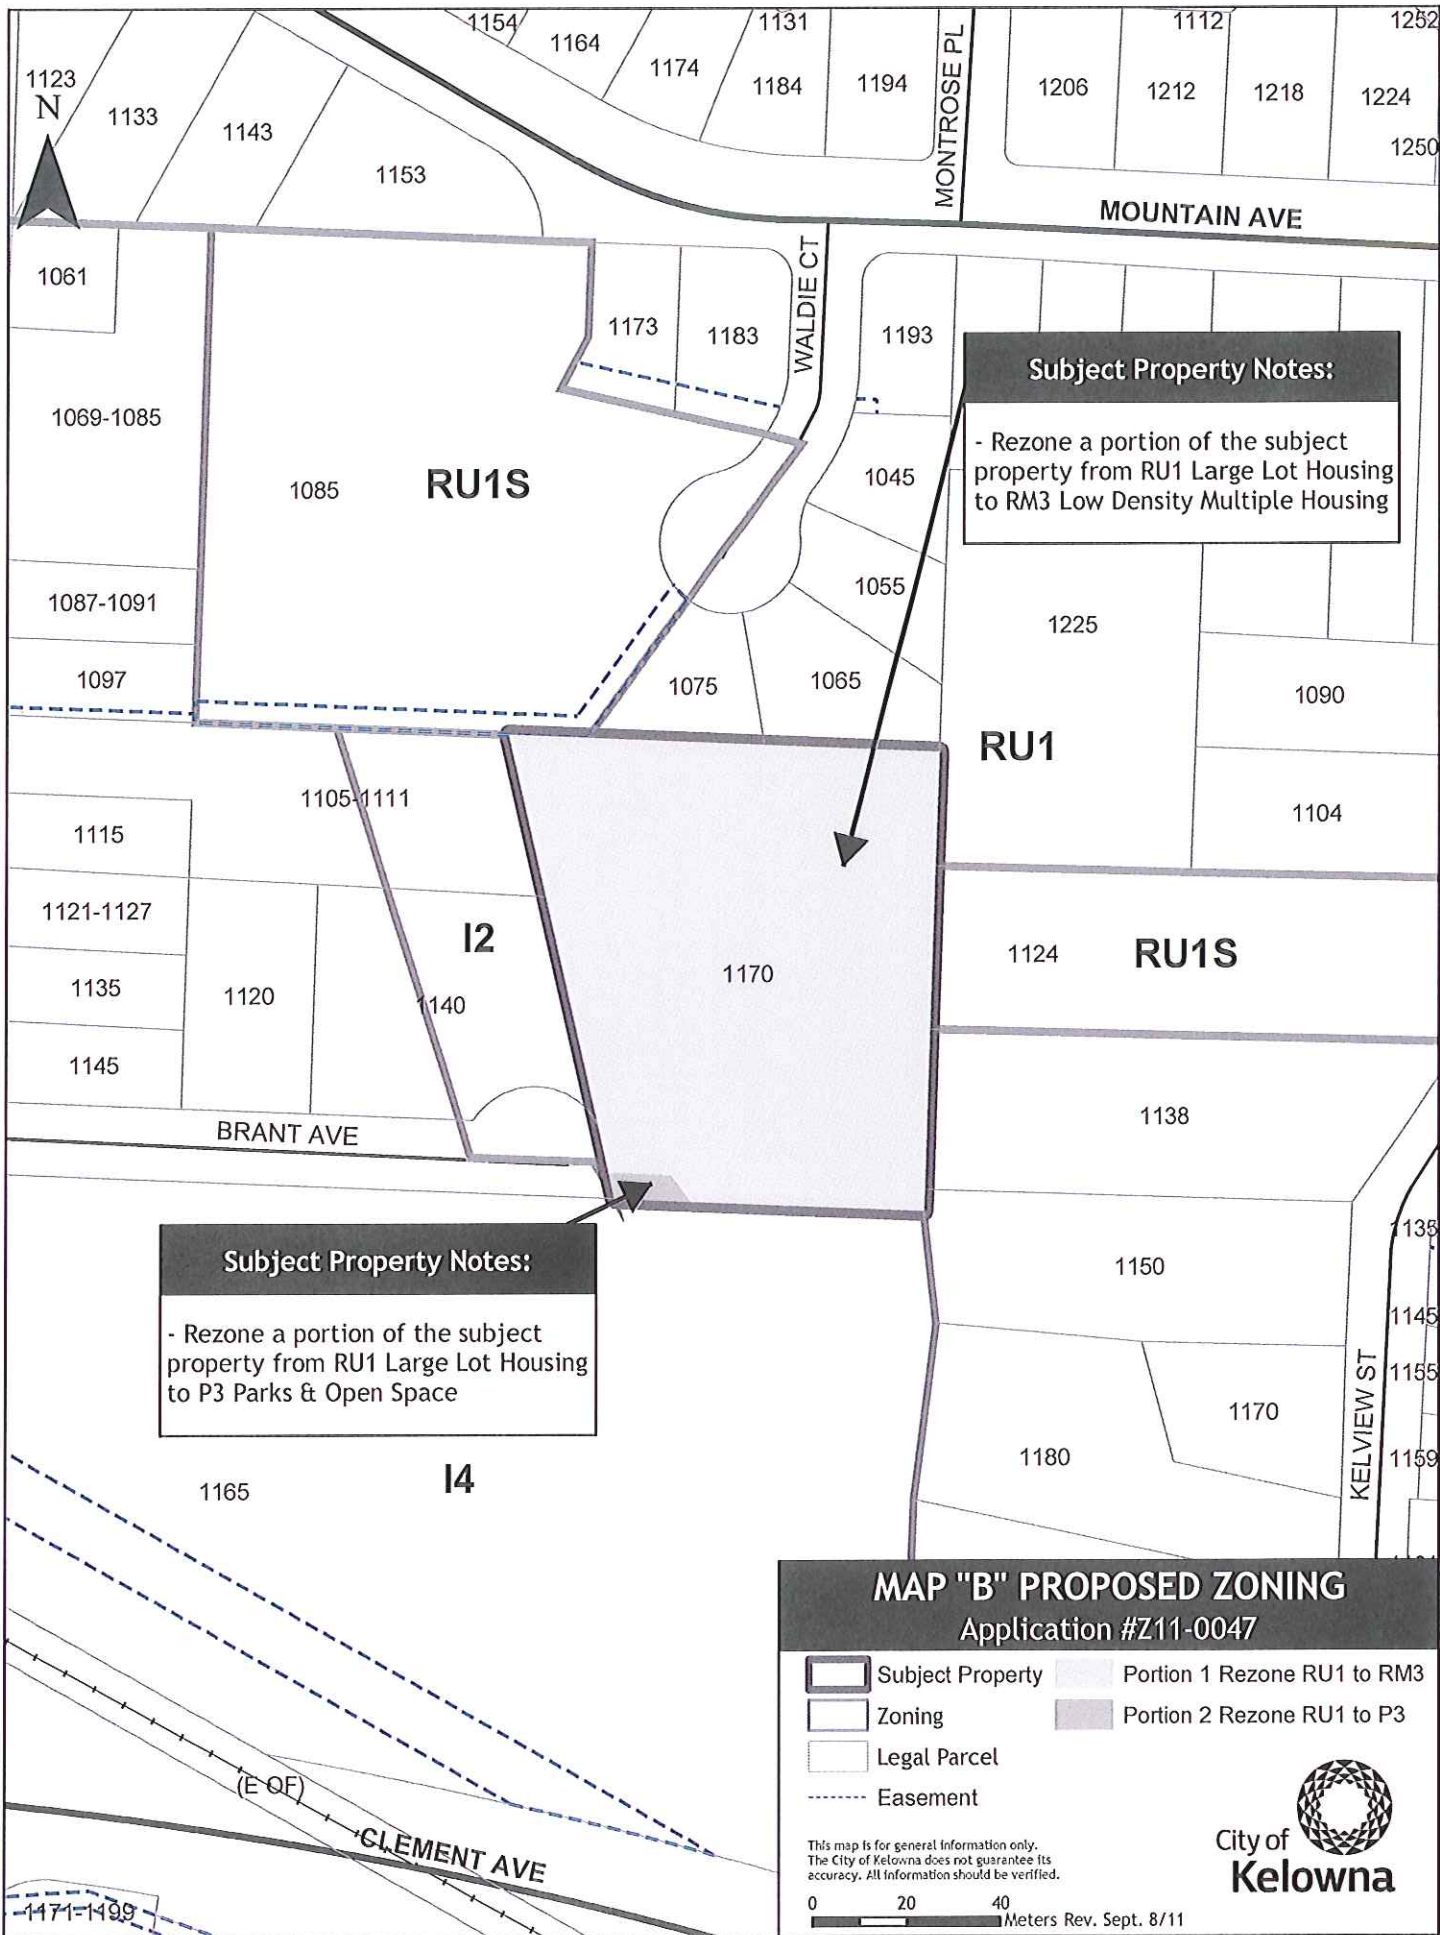 1154
1131
1112
1252
1164
1174
1184
1194
MONTROSE PL
1206
1212
1218
1224
1123
N
1133
1143
1153
1250
MOUNTAIN AVE
1061
WALDIE CT
1173
1183
1193
Subject Property Notes:
- Rezone a portion of the subject
property from RU1 Large Lot Housing
to RM3 Low Density Multiple Housing
1069-1085
1085
RU1S
1045
1055
1087-1091
1225
1097
1075
1065
1090
RU1
1105-1111
1104
1115
1121-1127
I2
1124
RU1S
1170
1135
1120
1140
1145
1138
BRANT AVE
Subject Property Notes:
- Rezone a portion of the subject
property from RU1 Large Lot Housing
to P3 Parks & Open Space
1135
1150
1145
1155
KELVIEW ST
1170
1180
1159
I4
1165
MAP "B" PROPOSED ZONING
Application #Z11-0047
Subject Property
Portion 1 Rezone RU1 to RM3
Zoning
Portion 2 Rezone RU1 to P3
Legal Parcel
Easement
(E OF)
CLEMENT AVE
1171-1199
This map is for general information only.
The City of Kelowna does not guarantee its
accuracy. All information should be verified.
0 20 40
Meters Rev. Sept. 8/11
City of
Kelowna